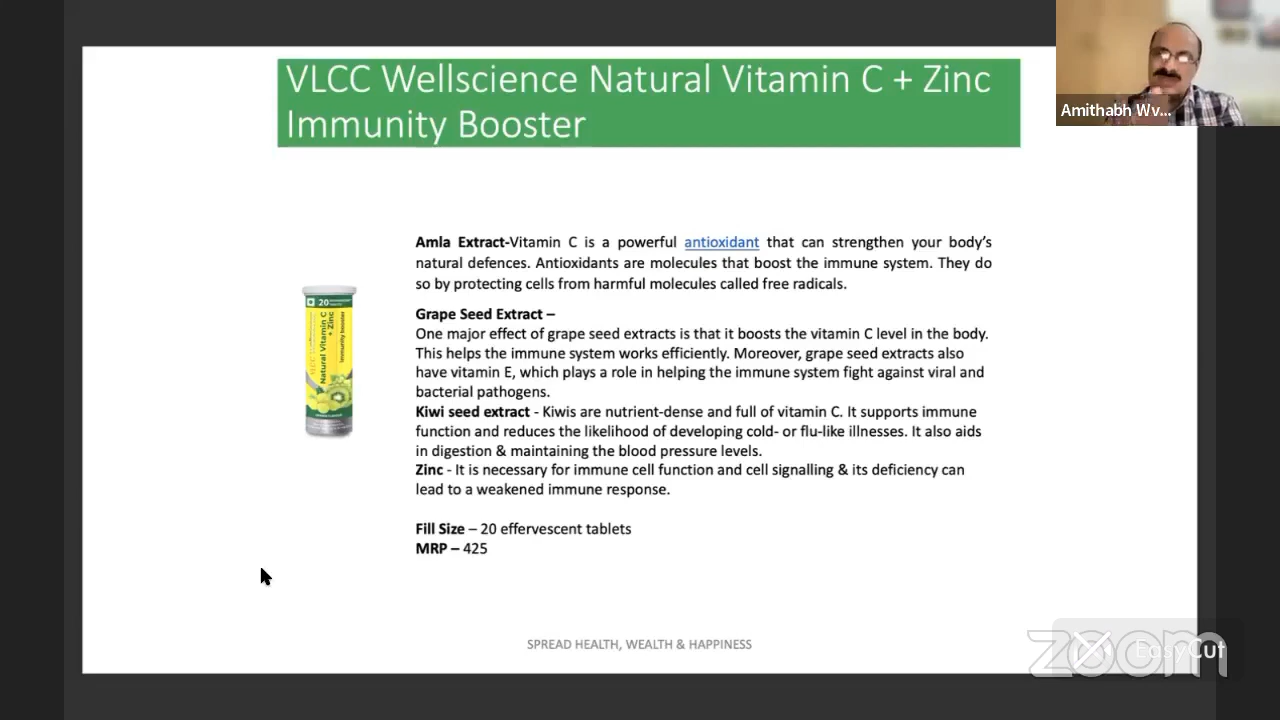 VLCC Wellscience Natural Vitamin C + Zinc
Immunity Booster
Amithabh Wv...
Amla Extract-Vitamin C is a powerful antioxidant that can strengthen your body's
natural defences. Antioxidants are molecules that boost the immune system. They do
so by protecting cells from harmful molecules called free radicals.
Grape Seed Extract –
One major effect of grape seed extracts is that it boosts the vitamin C level in the body.
This helps the immune system works efficiently. Moreover, grape seed extracts also
have vitamin E, which plays a role in helping the immune system fight against viral and
bacterial pathogens.
Kiwi seed extract - Kiwis are nutrient-dense and full of vitamin C. It supports immune
function and reduces the likelihood of developing cold- or flu-like illnesses. It also aids
in digestion & maintaining the blood pressure levels.
Zinc - It is necessary for immune cell function and cell signalling & its deficiency can
lead to a weakened immune response.
Fill Size – 20 effervescent tablets
MRP – 425
20
Natural Vitamin C
+ Zinc
Immunity booster
SPREAD HEALTH, WEALTH & HAPPINESS
zoom
EasyCut